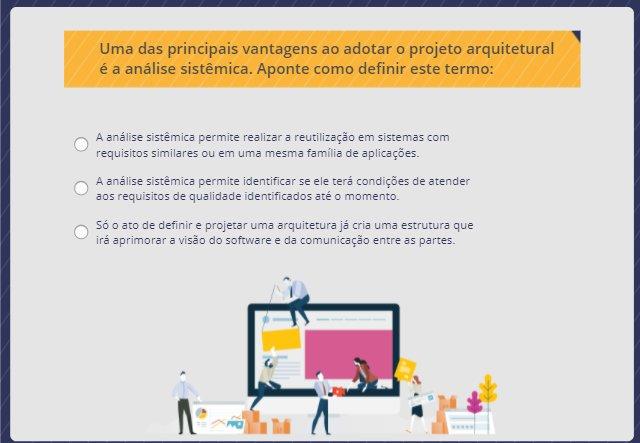 Uma das principais vantagens ao adotar o projeto arquitetural
é a análise sistêmica. Aponte como definir este termo:
A análise sistêmica permite realizar a reutilização em sistemas com
requisitos similares ou em uma mesma família de aplicações.
A análise sistêmica permite identificar se ele terá condições de atender
aos requisitos de qualidade identificados até o momento.
Só o ato de definir e projetar uma arquitetura já cria uma estrutura que
irá aprimorar a visão do software e da comunicação entre as partes.